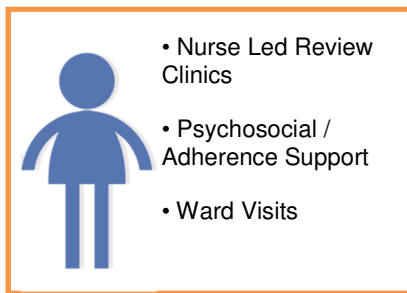 • Nurse Led Review
Clinics
• Psychosocial /
Adherence Support
• Ward Visits